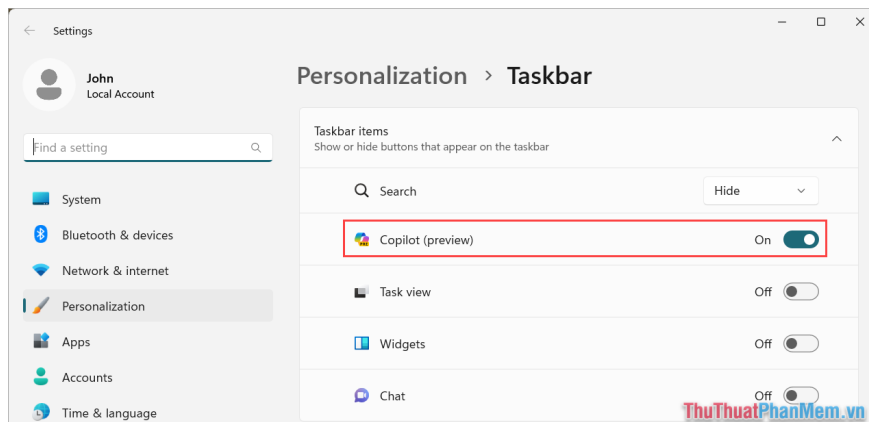 Settings
John
Local Account
Find a setting
System
Bluetooth & devices
Network & internet
Personalization
Apps
Accounts
Time & language
Personalization > Taskbar
Taskbar items
Show or hide buttons that appear on the taskbar
Search Hide
Copilot (preview) On
Task view Off
Widgets Off
Chat Off
ThuThuatPhanMem.vn